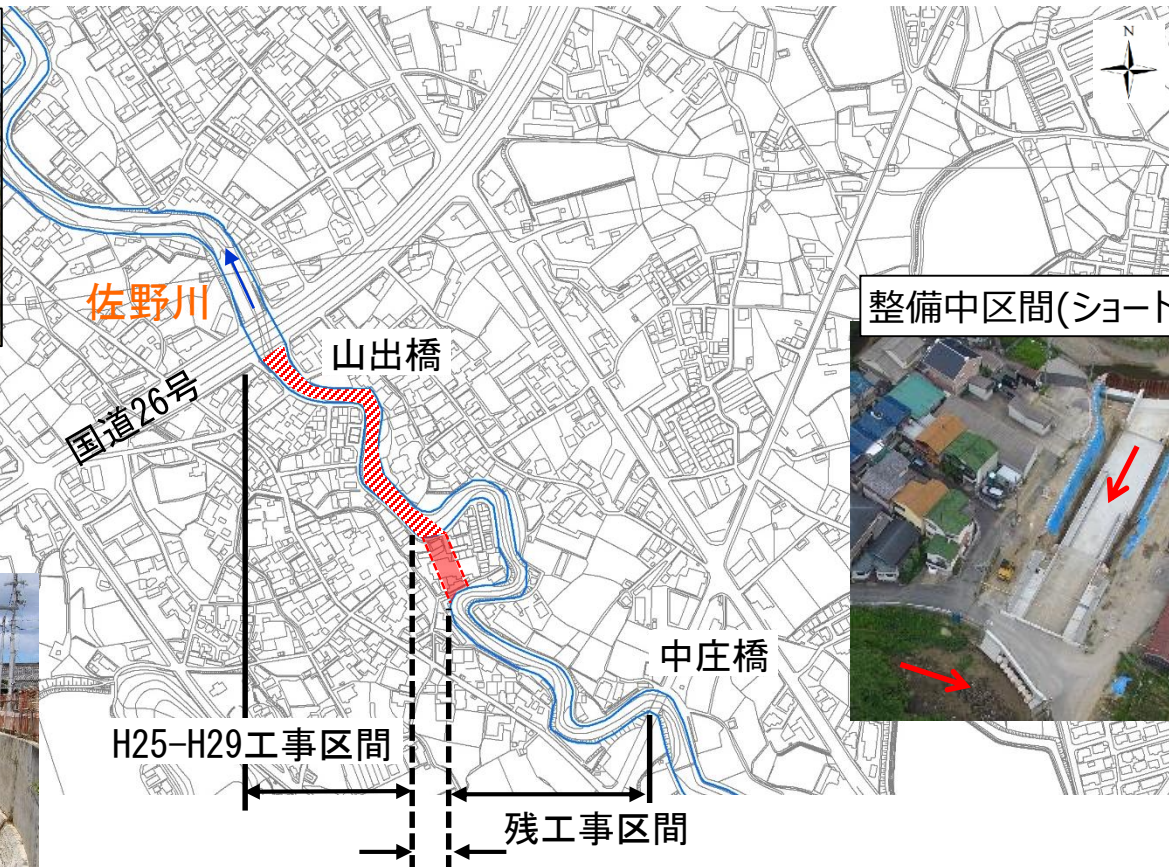 N
整備中区間(ショート
佐野川
山出橋
国道26号
中庄橋
H25-H29工事区間
残工事区間